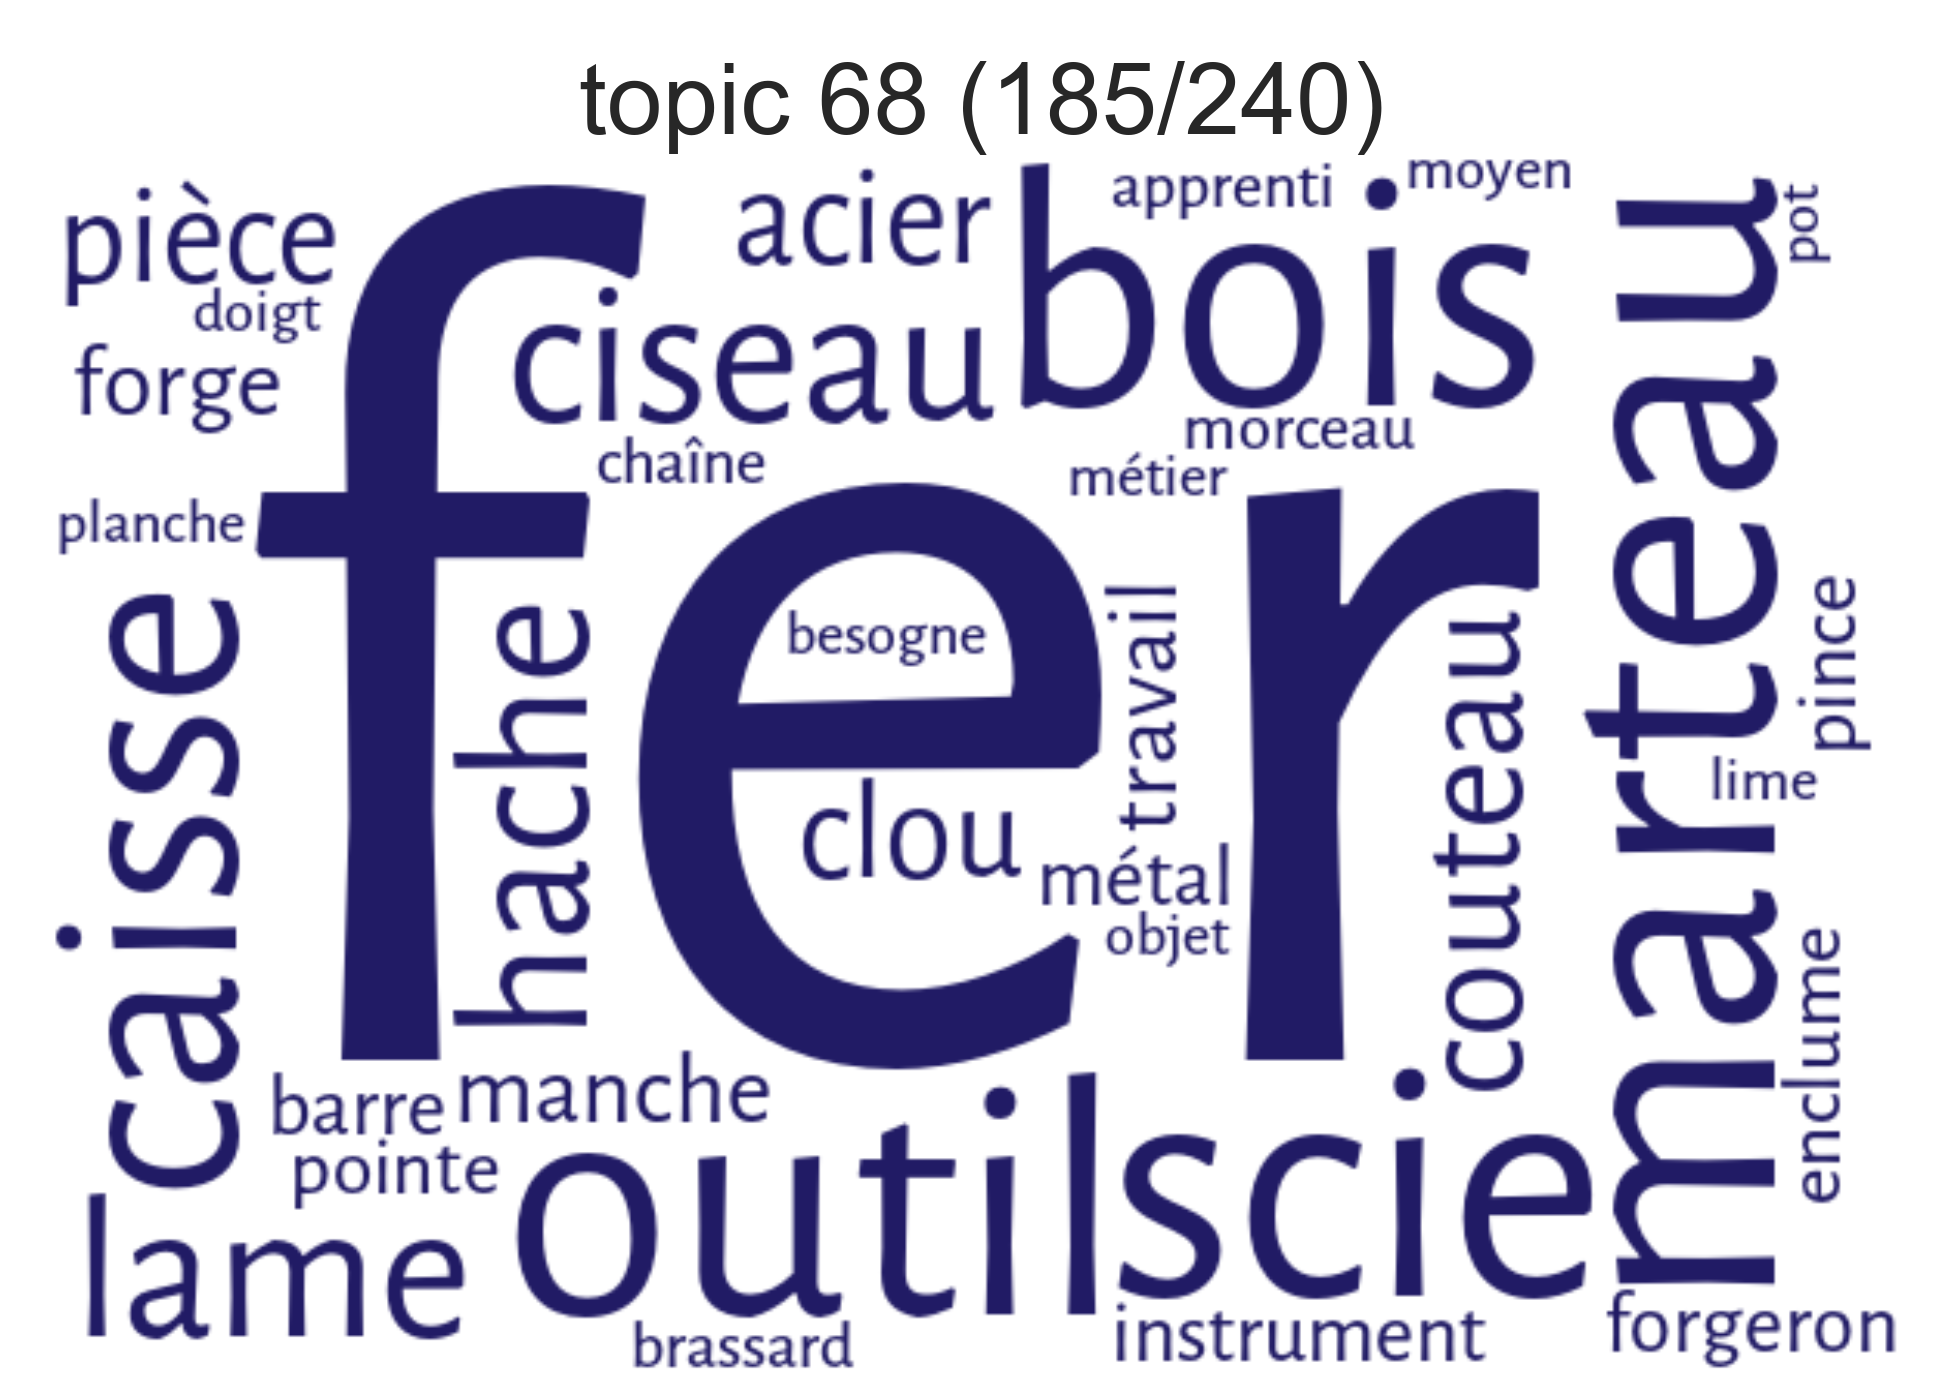 topic 68 (185/240)
pièce
acier
bois
apprenti
moyen
pot
doigt
forge
ciseau
morceau
marteau
chaîne
métier
fer
planche
besogne
travail
couteau
pince
caisse
hache
clou
métal
objet
lime
enclume
barre
manche
pointe
outil
scie
lame
brassard
instrument
forgeron